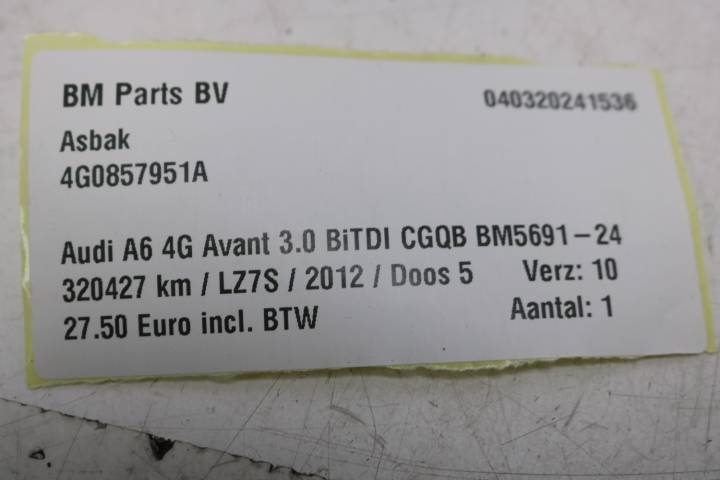 BM Parts BV 040320241536
Asbak
4G0857951A
Audi A6 4G Avant 3.0 BiTDI CGQB BM5691-24
320427 km / LZ7S / 2012 / Doos 5 Verz: 10
27.50 Euro incl. BTW Aantal: 1